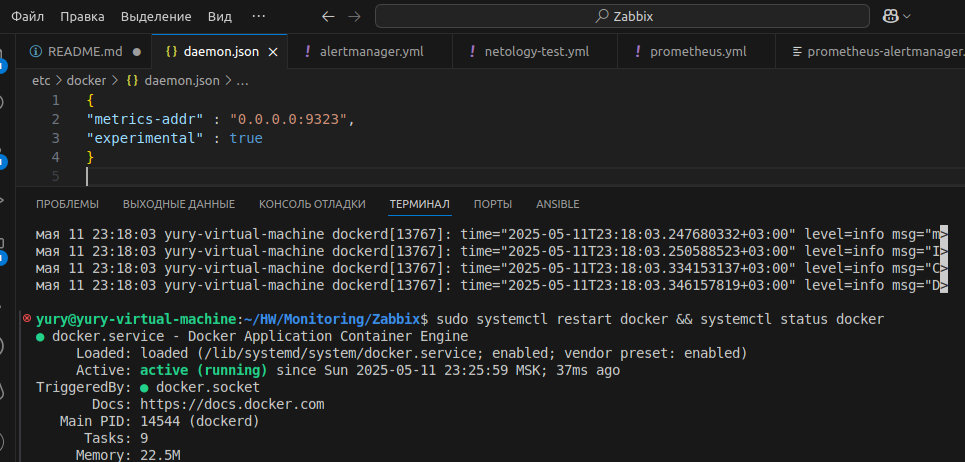 Файл Правка Выделение Вид ··· ← → Zabbix
README.md ● {} daemon.json × ! alertmanager.yml ! netology-test.yml ! prometheus.yml prometheus-alertmanager.
etc > docker > {} daemon.json > ...
1 {
2 "metrics-addr" : "0.0.0.0:9323",
3 "experimental" : true
4 }
5
ПРОБЛЕМЫ ВЫХОДНЫЕ ДАННЫЕ КОНСОЛЬ ОТЛАДКИ ТЕРМИНАЛ ПОРТЫ ANSIBLE
мая 11 23:18:03 yury-virtual-machine dockerd[13767]: time="2025-05-11T23:18:03.247680332+03:00" level=info msg="m>
мая 11 23:18:03 yury-virtual-machine dockerd[13767]: time="2025-05-11T23:18:03.250588523+03:00" level=info msg="I>
мая 11 23:18:03 yury-virtual-machine dockerd[13767]: time="2025-05-11T23:18:03.334153137+03:00" level=info msg="C>
мая 11 23:18:03 yury-virtual-machine dockerd[13767]: time="2025-05-11T23:18:03.346157819+03:00" level=info msg="D>
yury@yury-virtual-machine:~/HW/Monitoring/Zabbix$ sudo systemctl restart docker && systemctl status docker
● docker.service - Docker Application Container Engine
Loaded: loaded (/lib/systemd/system/docker.service; enabled; vendor preset: enabled)
Active: active (running) since Sun 2025-05-11 23:25:59 MSK; 37ms ago
TriggeredBy: ● docker.socket
Docs: https://docs.docker.com
Main PID: 14544 (dockerd)
Tasks: 9
Memory: 22.5M